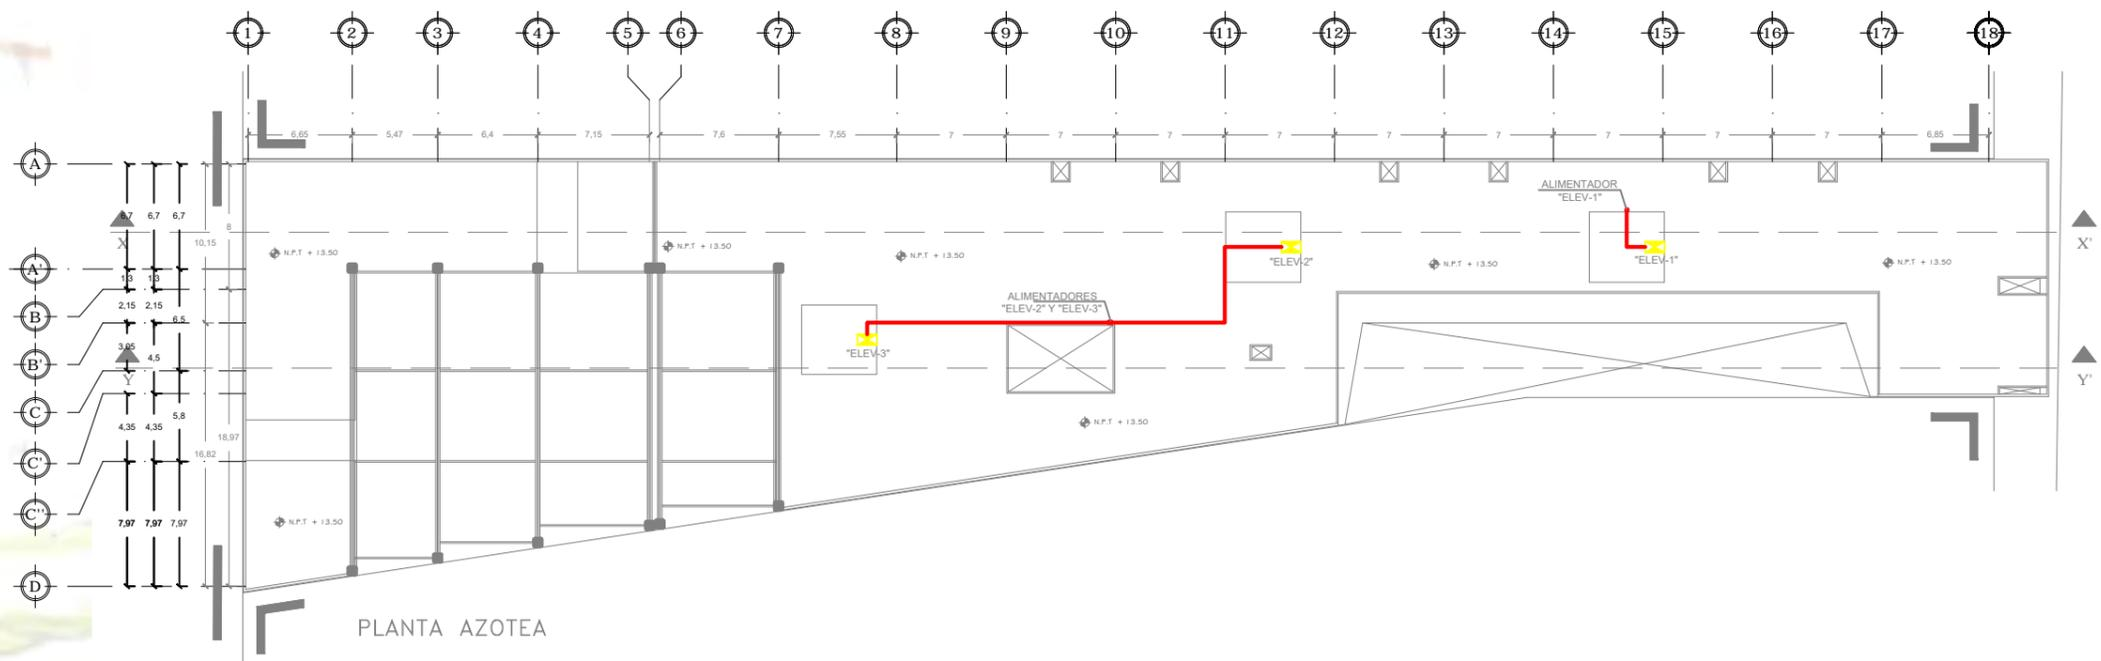 1 2 3 4 5 6 7 8 9 10 11 12 13 14 15 16 17 18
6,65 5,47 6,4 7,15 7,6 7,55 7 7 7 7 7 7 7 7 7 6,85
A
ALIMENTADOR
"ELEV-1"
6,7 6,7 6,7
8
X
10,15
X'
N.P.T + 13.50
N.P.T + 13.50
N.P.T + 13.50
"ELEV-2"
N.P.T + 13.50
"ELEV-1"
N.P.T + 13.50
A'
1,3 1,3
ALIMENTADORES
"ELEV-2" Y "ELEV-3"
2,15 2,15
B
6,5
3,05
4,5
"ELEV-3"
B'
Y
Y'
C
5,8
4,35 4,35
N.P.T + 13.50
18,97
16,82
C'
C''
7,97 7,97 7,97
N.P.T + 13.50
D
PLANTA AZOTEA